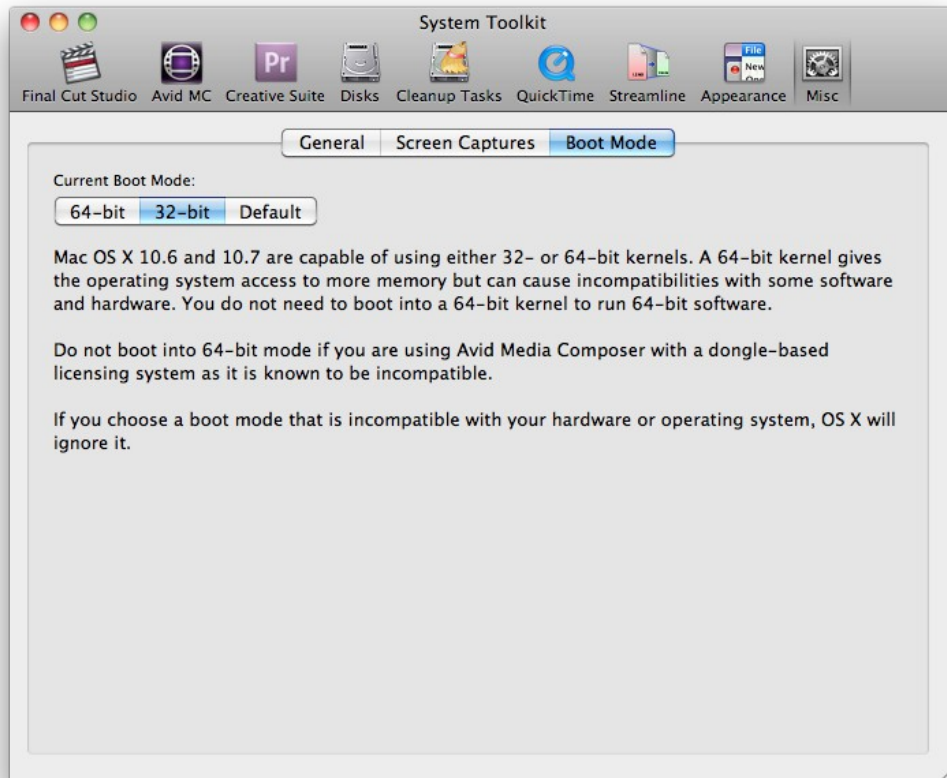 System Toolkit
Pr
File
New
Final Cut Studio Avid MC Creative Suite Disks Cleanup Tasks QuickTime Streamline Appearance Misc
General Screen Captures Boot Mode
Current Boot Mode:
64-bit 32-bit Default
Mac OS X 10.6 and 10.7 are capable of using either 32- or 64-bit kernels. A 64-bit kernel gives
the operating system access to more memory but can cause incompatibilities with some software
and hardware. You do not need to boot into a 64-bit kernel to run 64-bit software.
Do not boot into 64-bit mode if you are using Avid Media Composer with a dongle-based
licensing system as it is known to be incompatible.
If you choose a boot mode that is incompatible with your hardware or operating system, OS X will
ignore it.